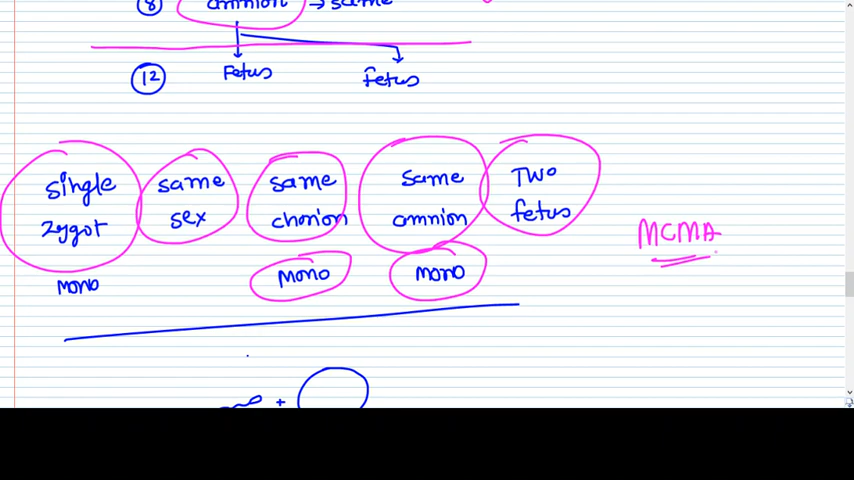 8 amnion → same
12 Fetus Fetus
single same same same Two
zygot sex chorion amnion fetus
MCMA
mono mono mono
+